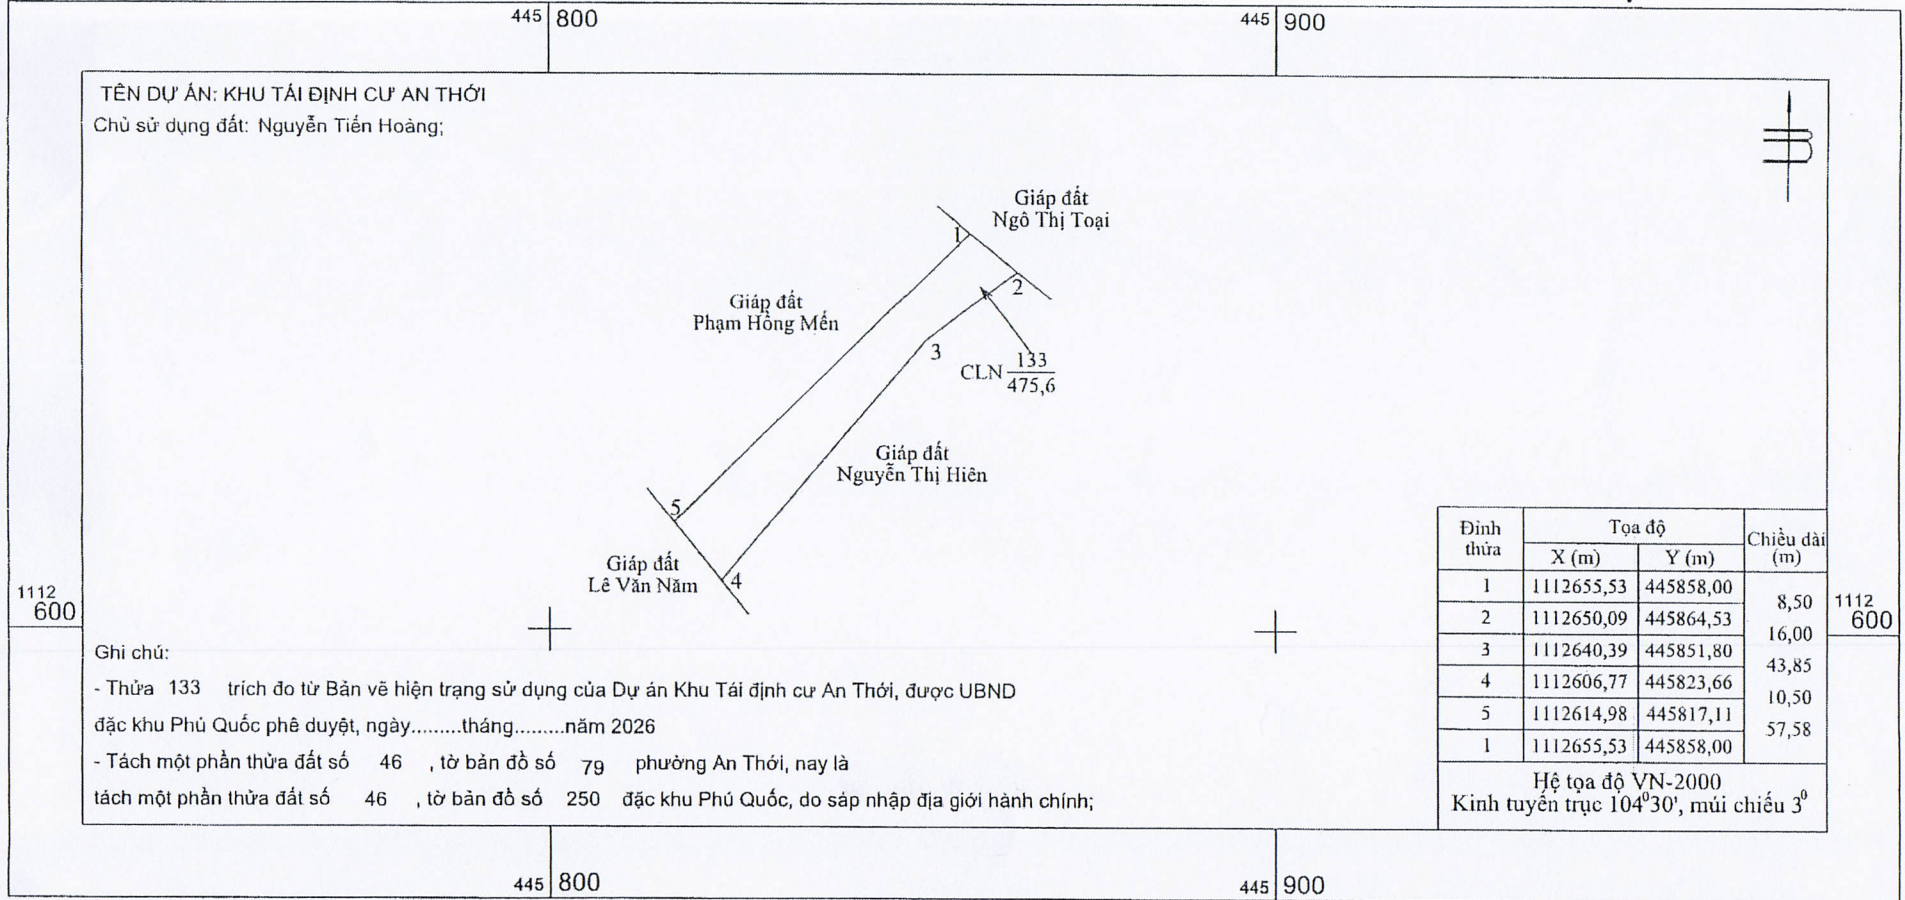 445 800
445 900
TÊN DỰ ÁN: KHU TÁI ĐỊNH CƯ AN THỚI
Chủ sử dụng đất: Nguyễn Tiến Hoàng;
Giáp đất
Ngô Thị Toại
1
2
Giáp đất
Phạm Hồng Mến
3
CLN 133
475,6
Giáp đất
Nguyễn Thị Hiên
5
Giáp đất
Lê Văn Năm
4
1112
600
1112
600
Đỉnh thửa Tọa độ Chiều dài (m)
X (m) Y (m)
1 1112655,53 445858,00
8,50
2 1112650,09 445864,53
16,00
3 1112640,39 445851,80
43,85
4 1112606,77 445823,66
10,50
5 1112614,98 445817,11
57,58
1 1112655,53 445858,00
Hệ tọa độ VN-2000
Kinh tuyến trục 104⁰30', múi chiếu 3⁰
Ghi chú:
- Thửa 133 trích đo từ Bản vẽ hiện trạng sử dụng của Dự án Khu Tái định cư An Thới, được UBND
đặc khu Phú Quốc phê duyệt, ngày.........tháng.........năm 2026
- Tách một phần thửa đất số 46 , tờ bản đồ số 79 phường An Thới, nay là
tách một phần thửa đất số 46 , tờ bản đồ số 250 đặc khu Phú Quốc, do sáp nhập địa giới hành chính;
445 800
445 900